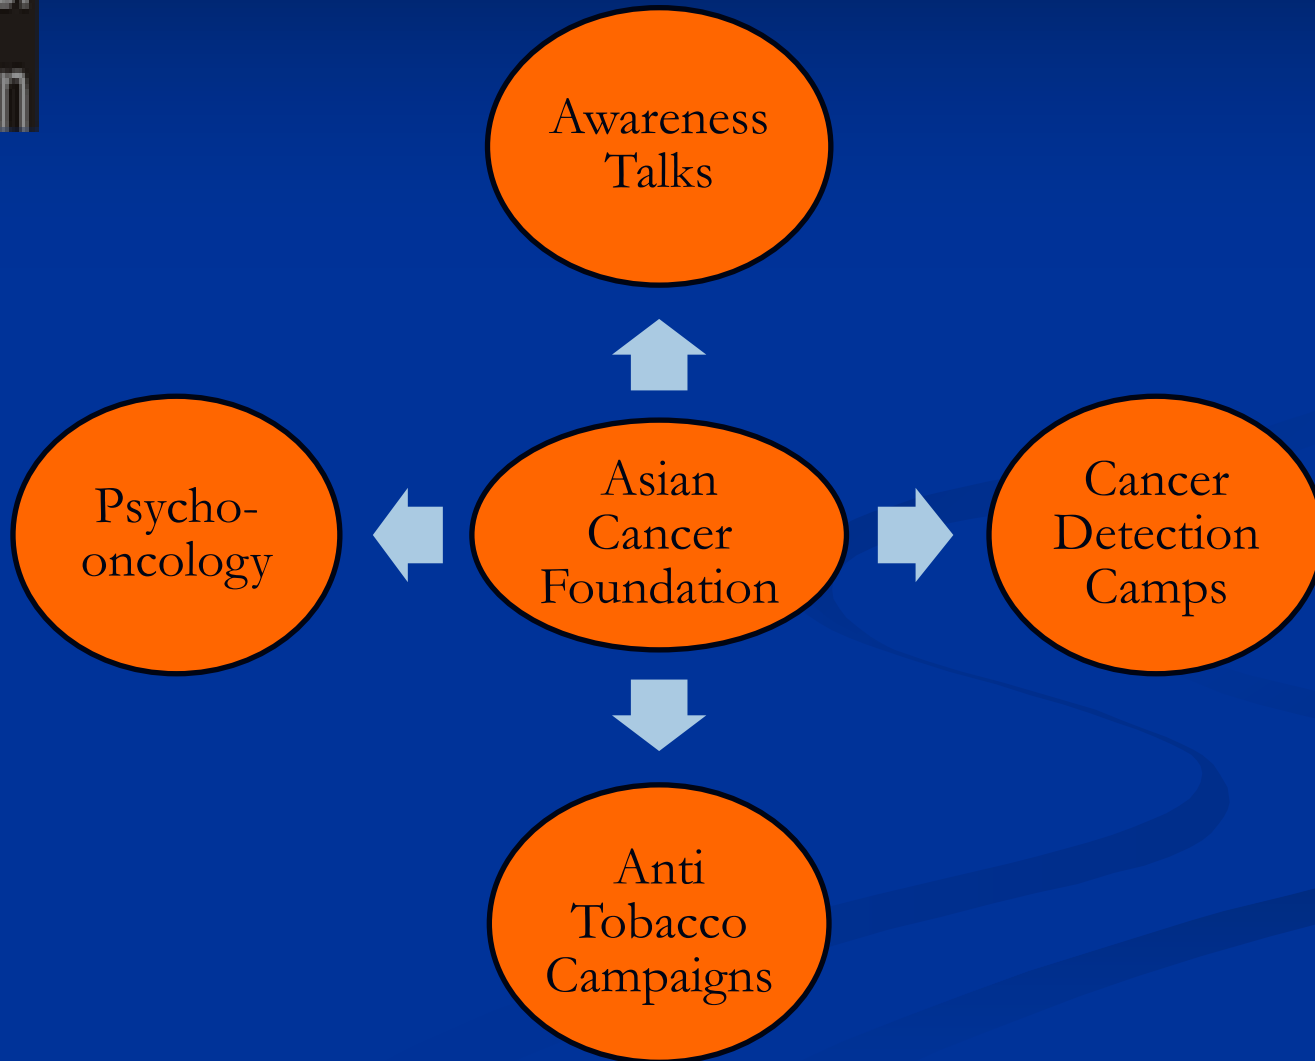 Awareness
Talks
Psycho-
oncology
Asian
Cancer
Foundation
Cancer
Detection
Camps
Anti
Tobacco
Campaigns